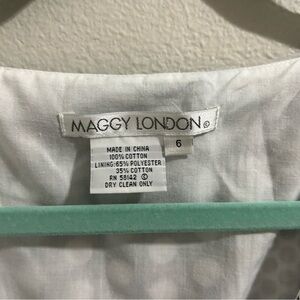 MAGGY LONDON®
6
MADE IN CHINA
100% COTTON
LINING: 65% POLYESTER
35% COTTON
RN 58142 Ⓒ
DRY CLEAN ONLY